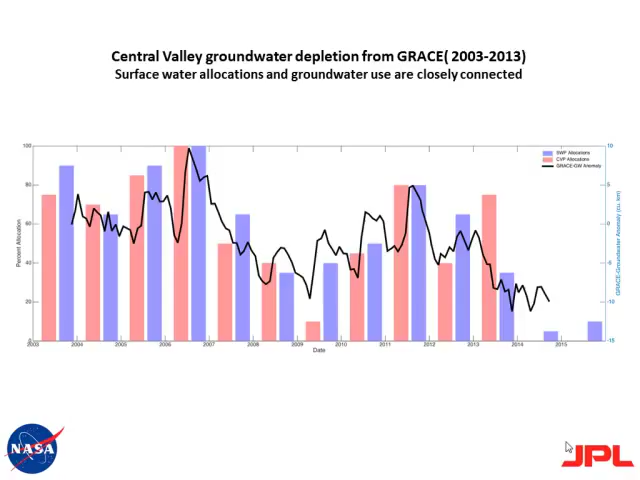 Central Valley groundwater depletion from GRACE( 2003-2013)
Surface water allocations and groundwater use are closely connected
SWP Allocations
CVP Allocations
GRACE-GW Anomaly
100
80
60
40
20
0
Percent Allocation
10
5
0
-5
-10
-15
GRACE-Groundwater Anomaly (cu. km)
2003 2004 2005 2006 2007 2008 2009 2010 2011 2012 2013 2014 2015
Date
NASA
JPL